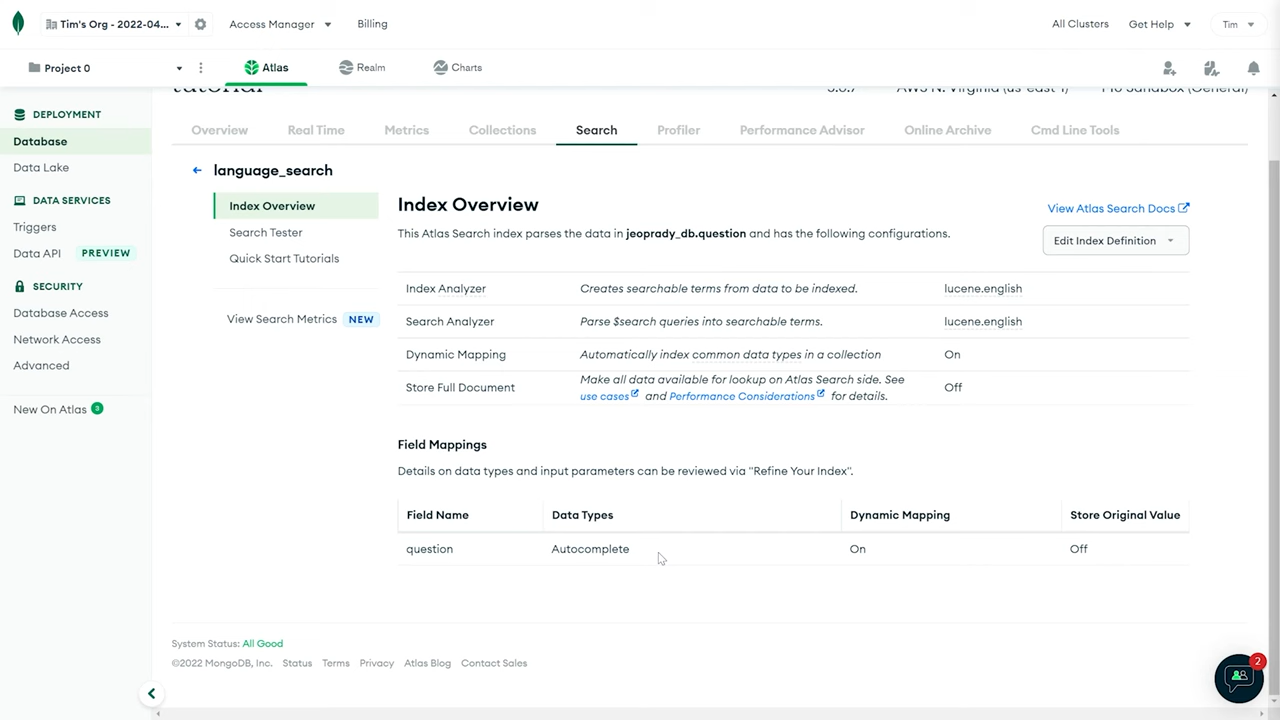 Tim's Org - 2022-04... Access Manager Billing All Clusters Get Help Tim
Project 0 Atlas Realm Charts
tutorial AWS N. Virginia (us-east-1)
DEPLOYMENT
Database
Data Lake
DATA SERVICES
Triggers
Data API PREVIEW
SECURITY
Database Access
Network Access
Advanced
New On Atlas 3
Overview Real Time Metrics Collections Search Profiler Performance Advisor Online Archive Cmd Line Tools
language_search
Index Overview
Search Tester
Quick Start Tutorials
View Search Metrics NEW
Index Overview
View Atlas Search Docs
This Atlas Search index parses the data in jeoprady_db.question and has the following configurations.
Edit Index Definition
Index Analyzer Creates searchable terms from data to be indexed. lucene.english
Search Analyzer Parse $search queries into searchable terms. lucene.english
Dynamic Mapping Automatically index common data types in a collection On
Store Full Document Make all data available for lookup on Atlas Search side. See
use cases and Performance Considerations for details. Off
Field Mappings
Details on data types and input parameters can be reviewed via "Refine Your Index".
Field Name Data Types Dynamic Mapping Store Original Value
question Autocomplete On Off
System Status: All Good
©2022 MongoDB, Inc. Status Terms Privacy Atlas Blog Contact Sales
2